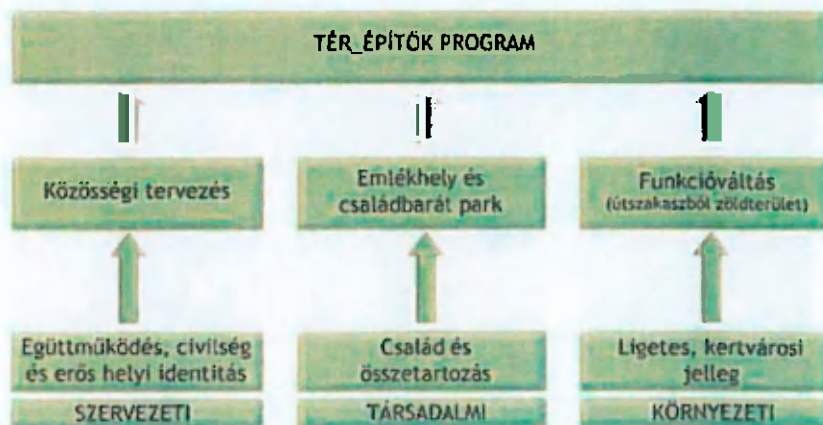 TÉR_ÉPÍTŐK PROGRAM
Közösségi tervezés
Emlékhely és
családbarát park
Funkcióváltás
(útszakaszból zöldterület)
Együttműködés, civilség
és erős helyi identitás
Család és
összetartozás
Ligetes, kertvárosi
jelleg
SZERVEZETI
TÁRSADALMI
KÖRNYEZETI